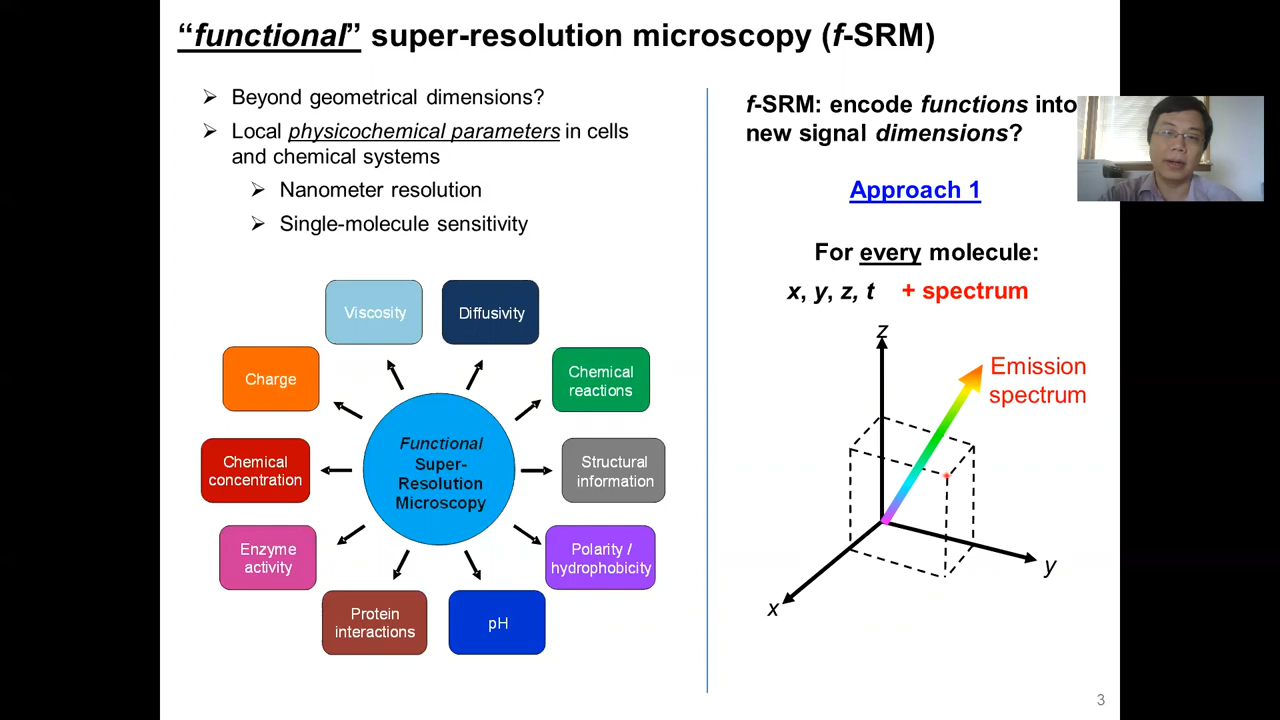 “functional” super-resolution microscopy (f-SRM)
Beyond geometrical dimensions?
Local physicochemical parameters in cells
and chemical systems
Nanometer resolution
Single-molecule sensitivity
Viscosity
Diffusivity
Charge
Chemical
reactions
Chemical
concentration
Functional
Super-
Resolution
Microscopy
Structural
information
Enzyme
activity
Polarity /
hydrophobicity
Protein
interactions
pH
f-SRM: encode functions into
new signal dimensions?
Approach 1
For every molecule:
x, y, z, t + spectrum
z
Emission
spectrum
y
x
3